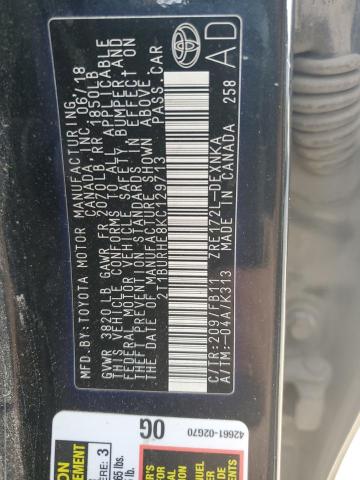 MFD.BY:TOYOTA MOTOR MANUFACTURING
CANADA, INC. 06/18
GVWR 3820LB GAWR FR 2070LB RR 1850LB
THIS VEHICLE CONFORMS TO ALL APPLICABLE
FEDERAL MOTOR VEHICLE SAFETY, BUMPER,AND
THEFT PREVENTION STANDARDS IN EFFECT ON
THE DATE OF MANUFACTURE SHOWN ABOVE.
2T1BURHE8KC129713 PASS.CAR
C/TR:209/FB11 ZRE172L-DEXNKA
A/TM:-04A/K313 MADE IN CANADA 258
AD
TOYOTA
42661-02G70
0G